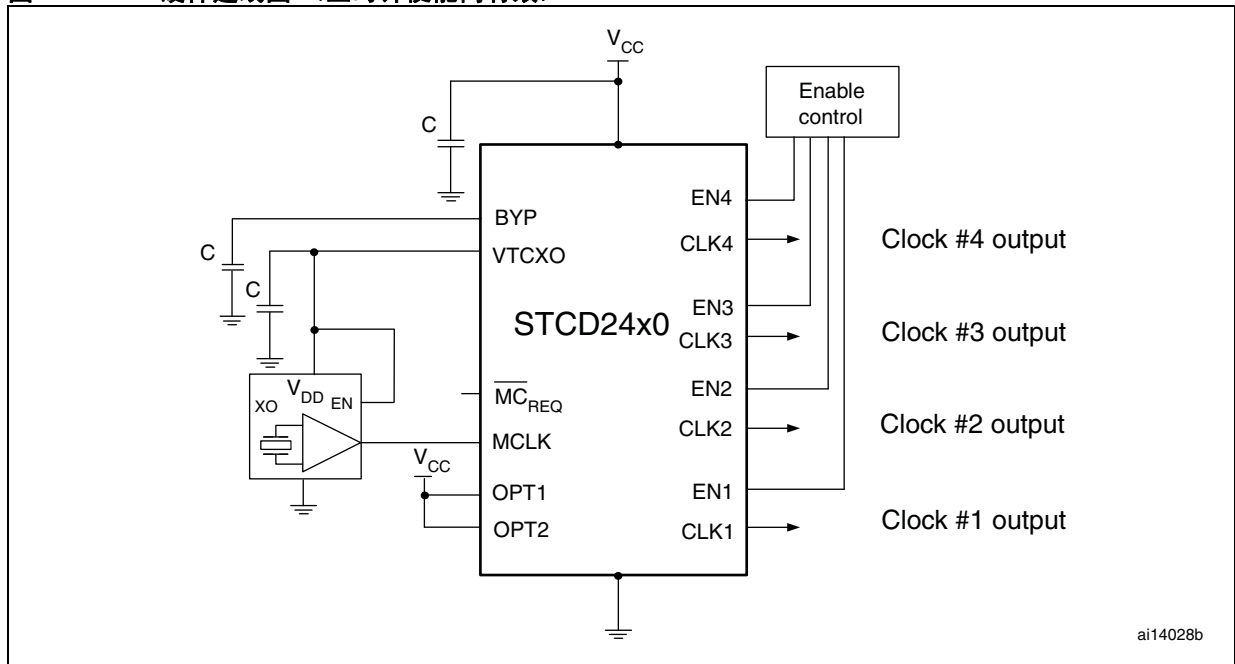 V_CC
Enable
control
C
BYP
VTCXO
C
C
STCD24x0
EN4
CLK4
Clock #4 output
EN3
CLK3
Clock #3 output
V_DD
XO
EN
MC_REQ
EN2
CLK2
Clock #2 output
MCLK
V_CC
OPT1
OPT2
EN1
CLK1
Clock #1 output
ai14028b